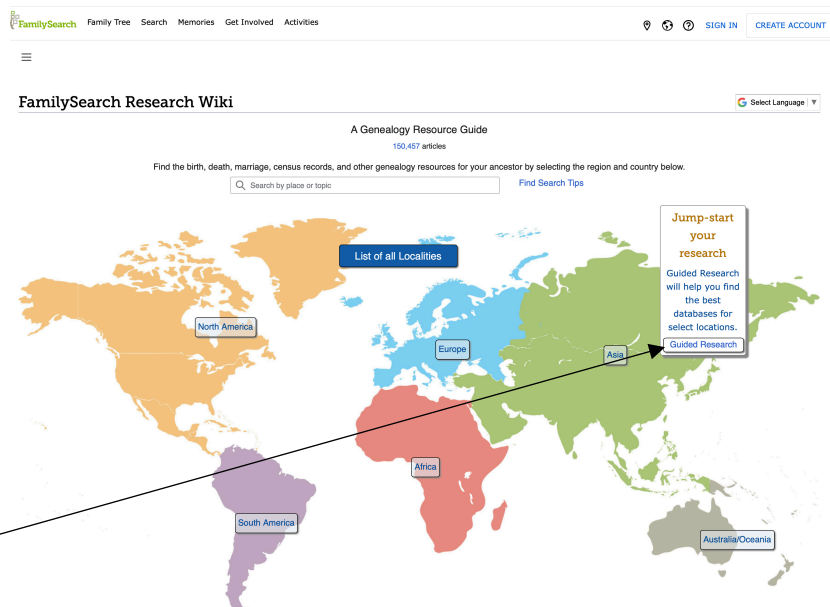 FamilySearch Family Tree Search Memories Get Involved Activities SIGN IN CREATE ACCOUNT
FamilySearch Research Wiki
Select Language ▼
A Genealogy Resource Guide
150,457 articles
Find the birth, death, marriage, census records, and other genealogy resources for your ancestor by selecting the region and country below.
Search by place or topic
Find Search Tips
Jump-start
your
research
Guided Research
will help you find
the best
databases for
select locations.
Guided Research
List of all Localities
North America
Europe
Asia
Africa
South America
Australia/Oceania